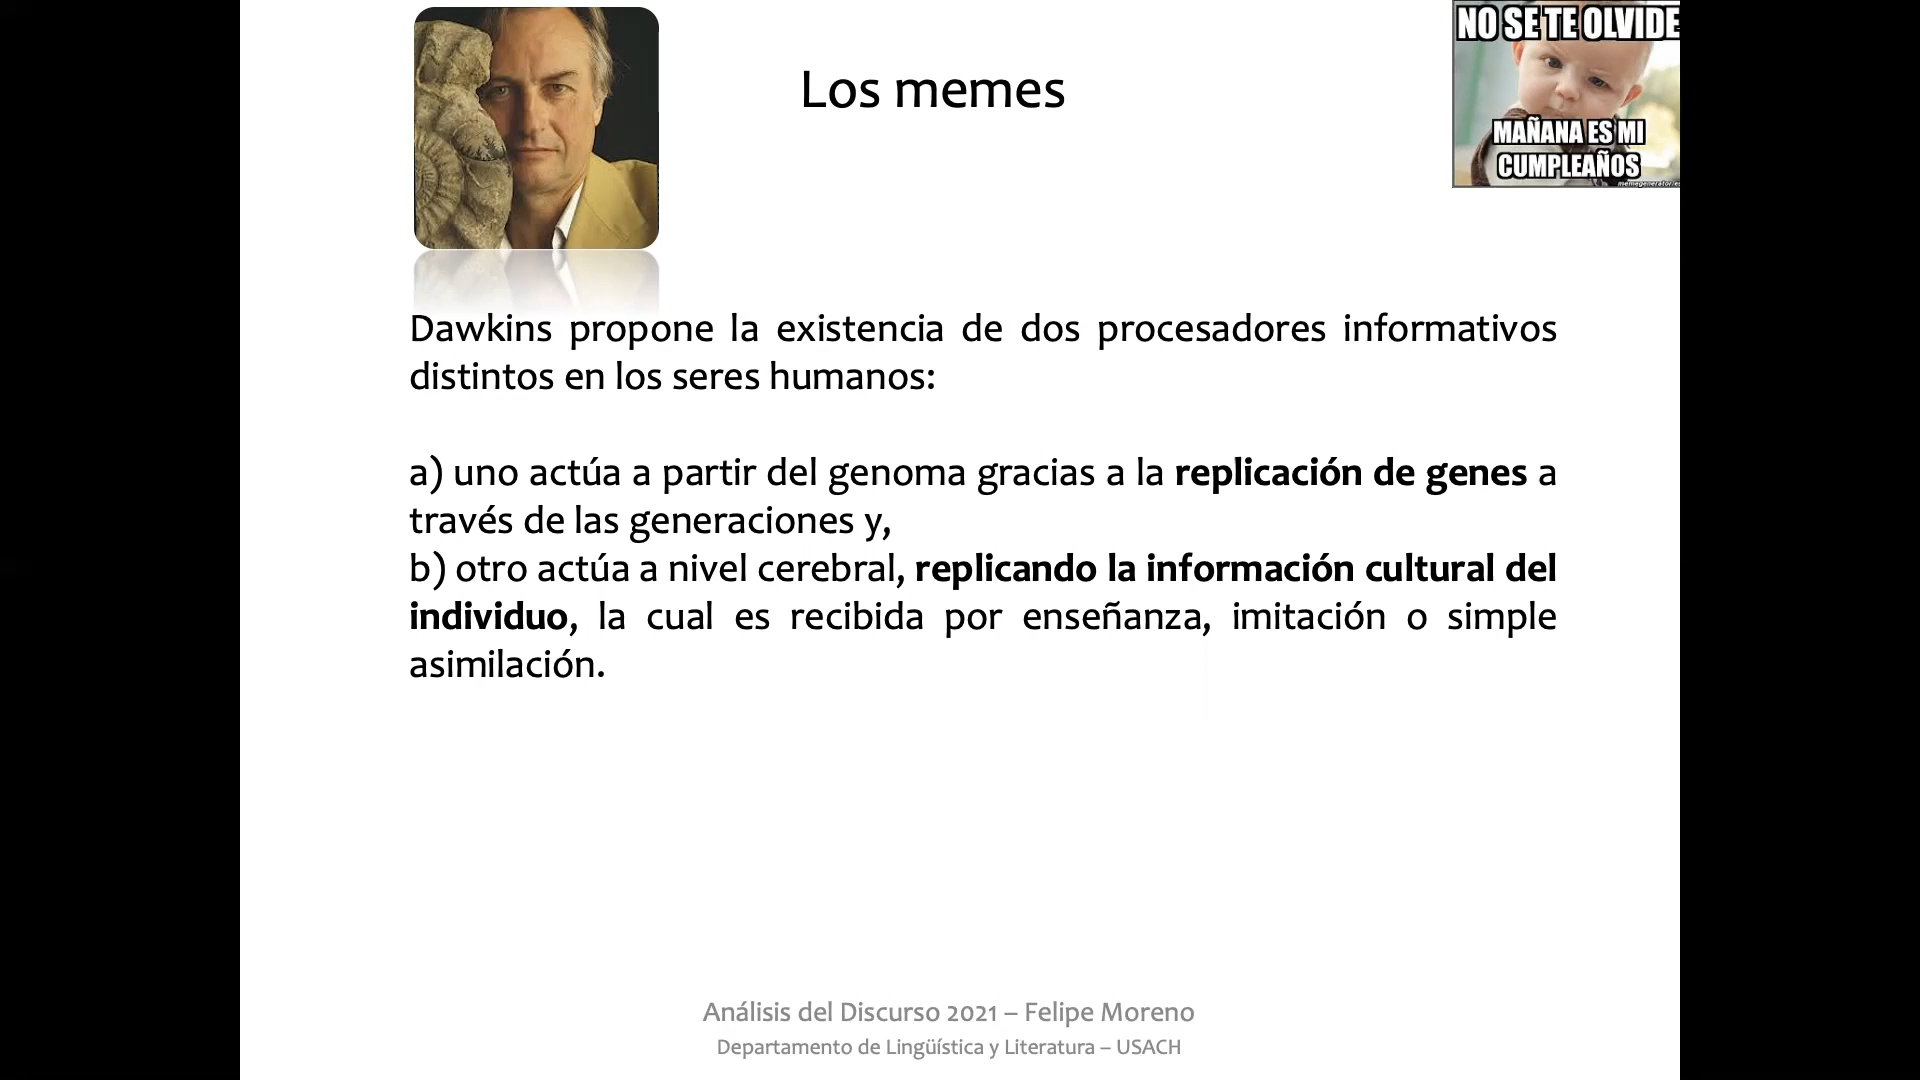 Los memes
NO SE TE OLVIDE
MAÑANA ES MI
CUMPLEAÑOS
memegenerator.es
Dawkins propone la existencia de dos procesadores informativos
distintos en los seres humanos:
a) uno actúa a partir del genoma gracias a la replicación de genes a
través de las generaciones y,
b) otro actúa a nivel cerebral, replicando la información cultural del
individuo, la cual es recibida por enseñanza, imitación o simple
asimilación.
Análisis del Discurso 2021 – Felipe Moreno
Departamento de Lingüística y Literatura – USACH